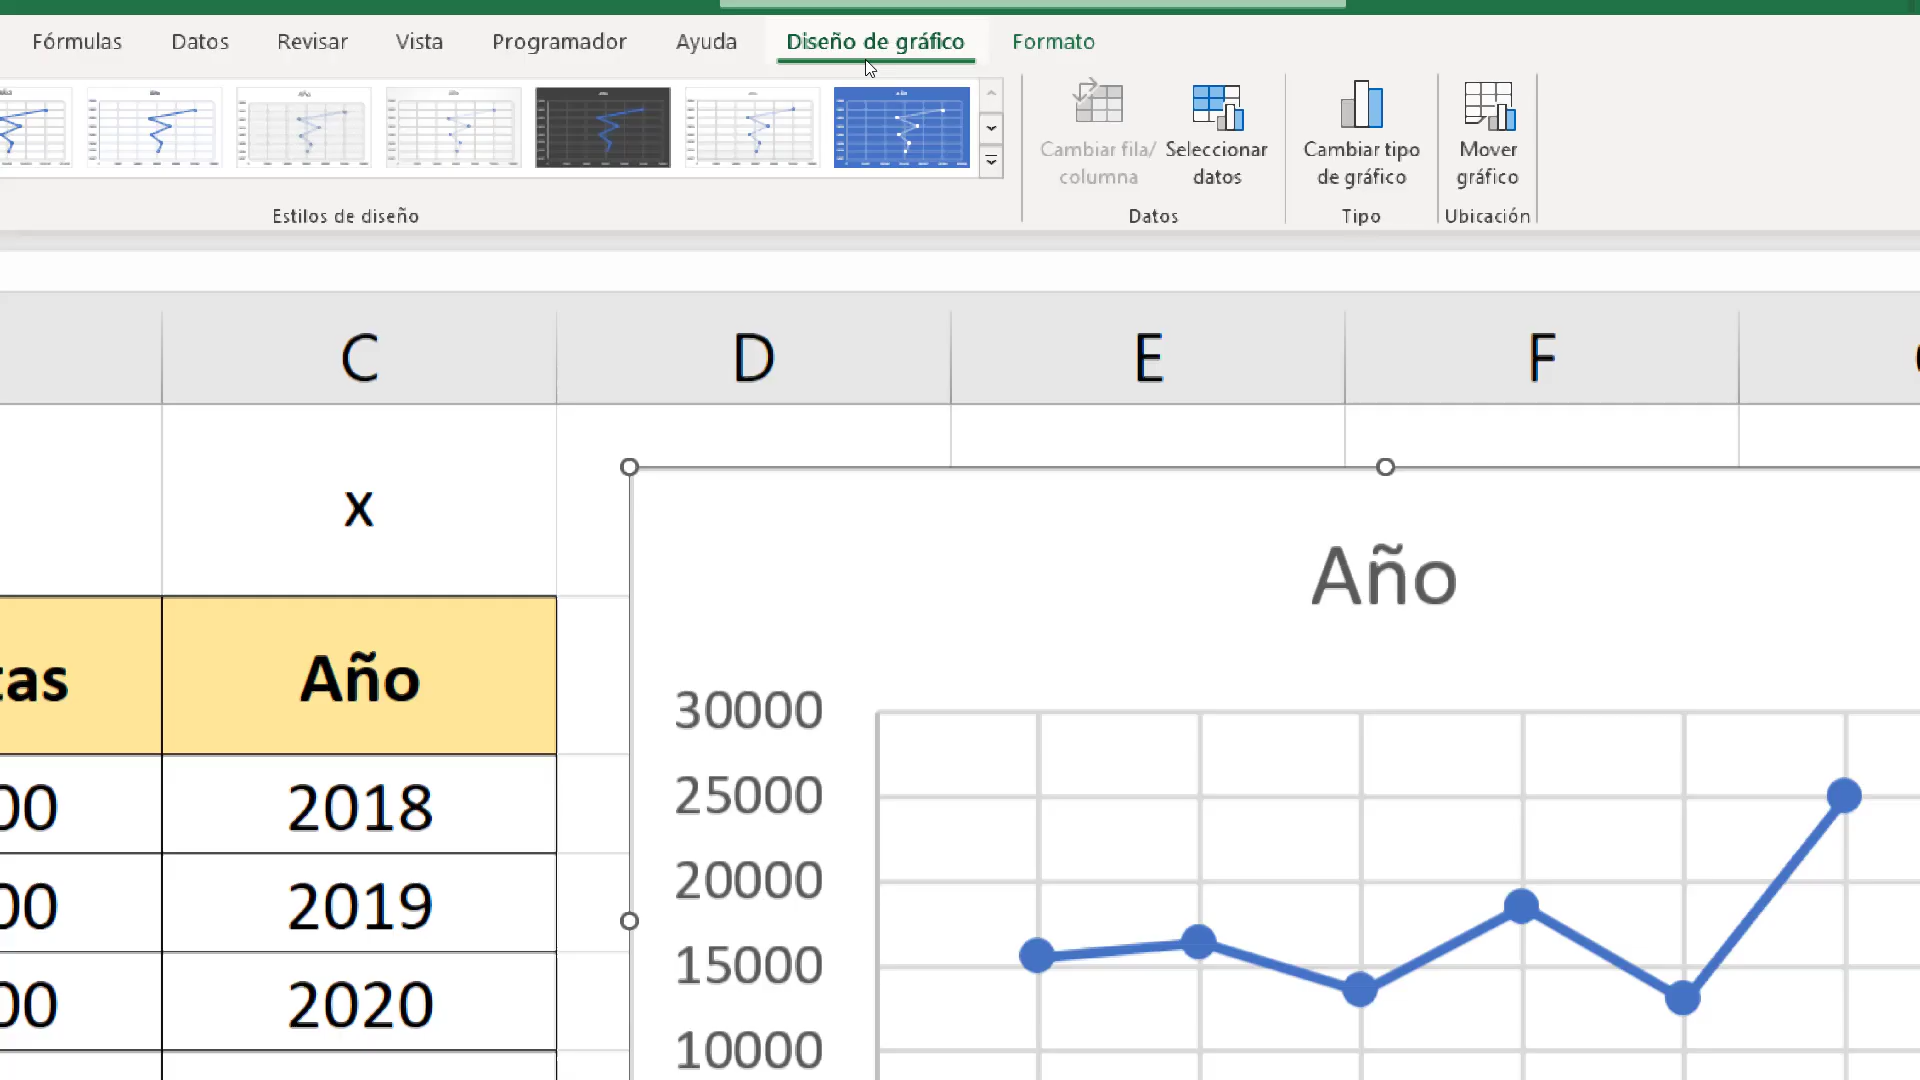 Fórmulas Datos Revisar Vista Programador Ayuda Diseño de gráfico Formato
Cambiar fila/
columna
Seleccionar
datos
Cambiar tipo
de gráfico
Mover
gráfico
Estilos de diseño
Datos
Tipo
Ubicación
C D E F
x
tas Año
00 2018
00 2019
00 2020
Año
30000
25000
20000
15000
10000